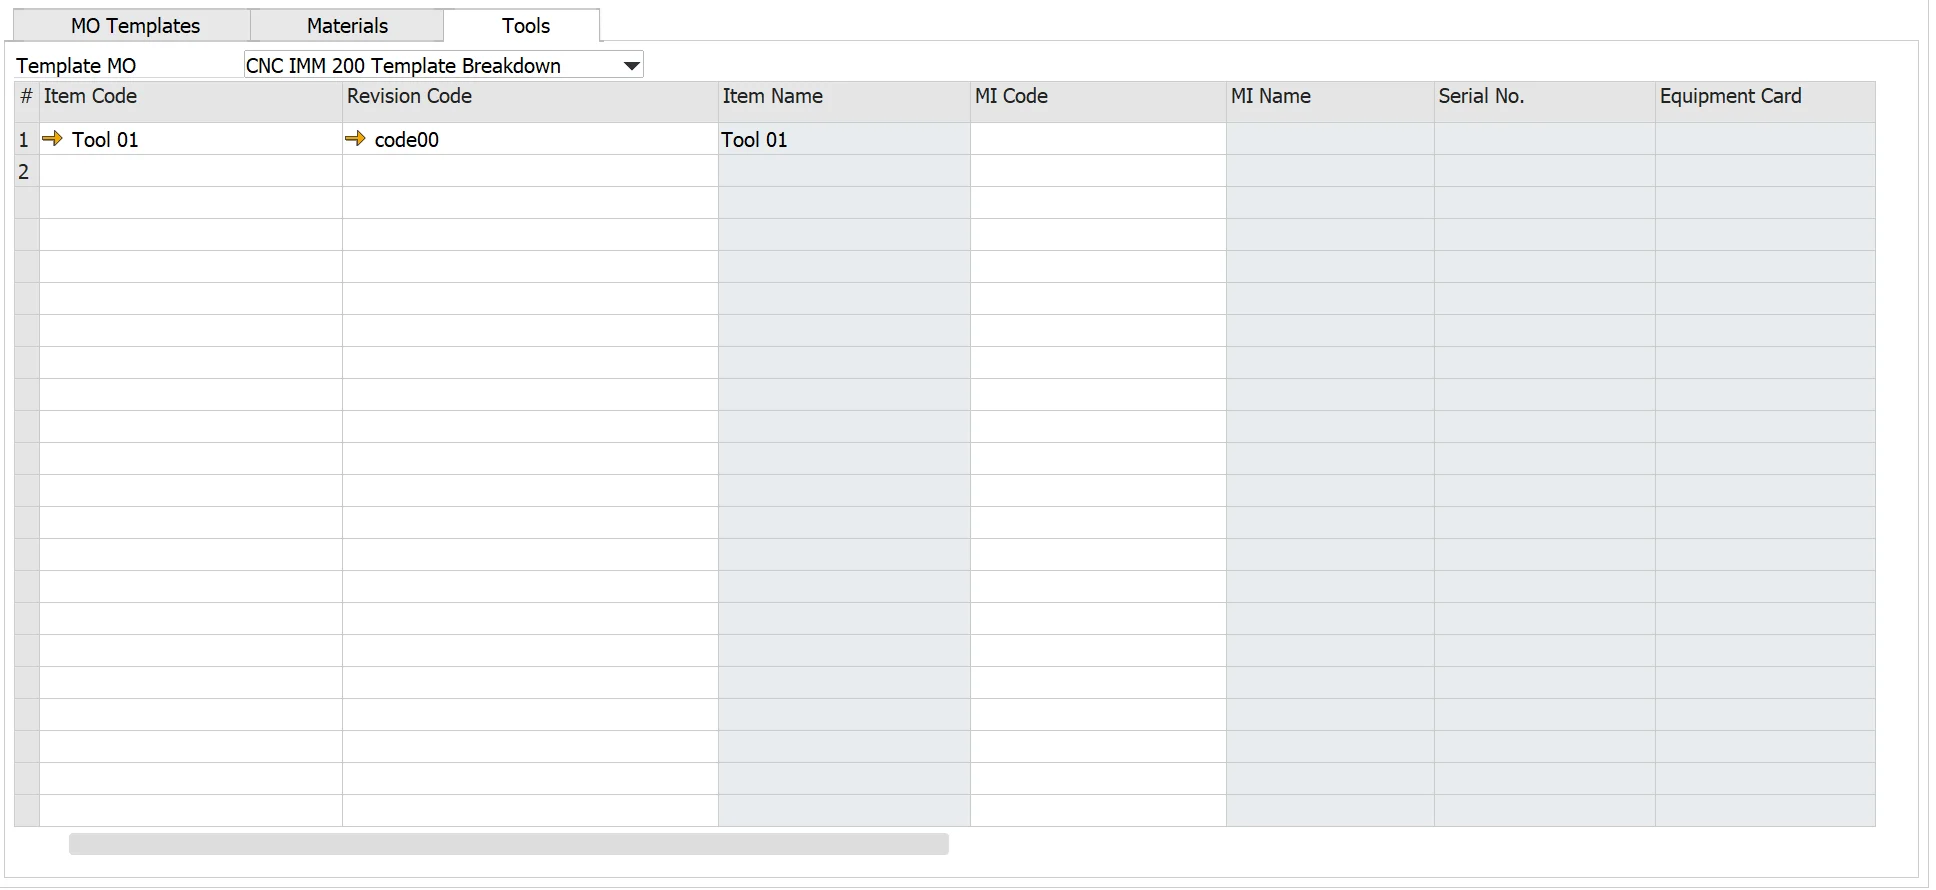 MO Templates Materials Tools
Template MO CNC IMM 200 Template Breakdown
# Item Code Revision Code Item Name MI Code MI Name Serial No. Equipment Card
1 Tool 01 code00 Tool 01
2